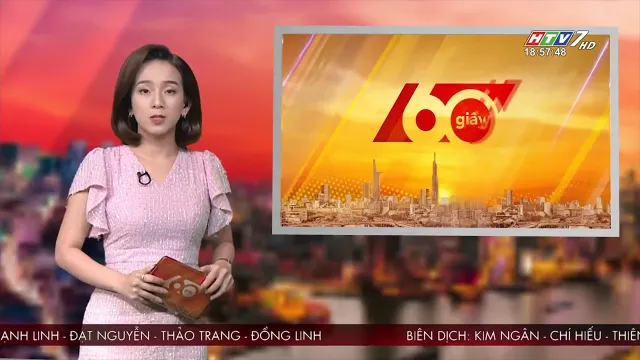 HTV7 HD
18:57:48
60
giây
ANH LINH - ĐẠT NGUYỄN - THẢO TRANG - ĐỒNG LINH BIÊN DỊCH: KIM NGÂN - CHÍ HIẾU - THIÊN